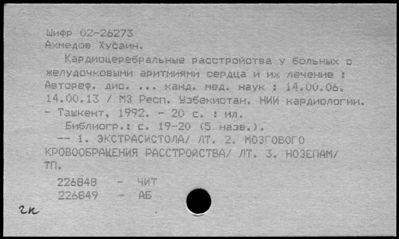 Шифр 02-26273
Ахмедов Хусаин.
Кардиоцеребральные расстройства у больных с
желудочковыми аритмиями сердца и их лечение :
Автореф. дис. ... канд. мед. наук : 14.00.06.
14.00.13 / МЗ Респ. Узбекистан. НИИ кардиологии.
- Ташкент, 1992. - 20 с. : ил.
Библиогр.: с. 19-20 (5 назв.).
-- 1. ЭКСТРАСИСТОЛА/ ЛТ. 2. МОЗГОВОГО
КРОВООБРАЩЕНИЯ РАССТРОЙСТВА/ ЛТ. 3. НОЗЕПАМ/
ТП.
226848 - ЧИТ
226849 - АБ
гк